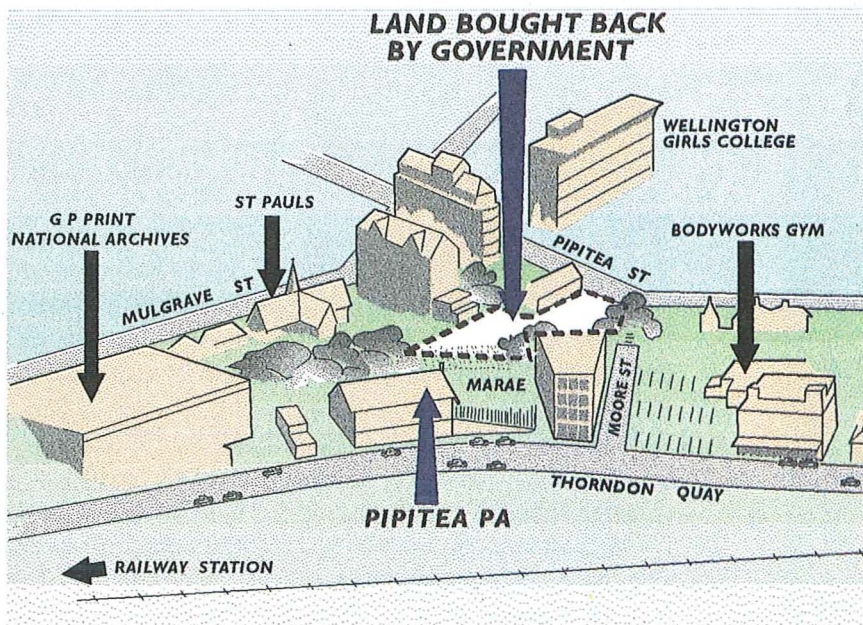 LAND BOUGHT BACK
BY GOVERNMENT
WELLINGTON
GIRLS COLLEGE
ST PAULS
G P PRINT
NATIONAL ARCHIVES
BODYWORKS GYM
PIPITEA ST
MULGRAVE ST
MARAE
MOORE ST
THORNDON QUAY
PIPITEA PA
RAILWAY STATION